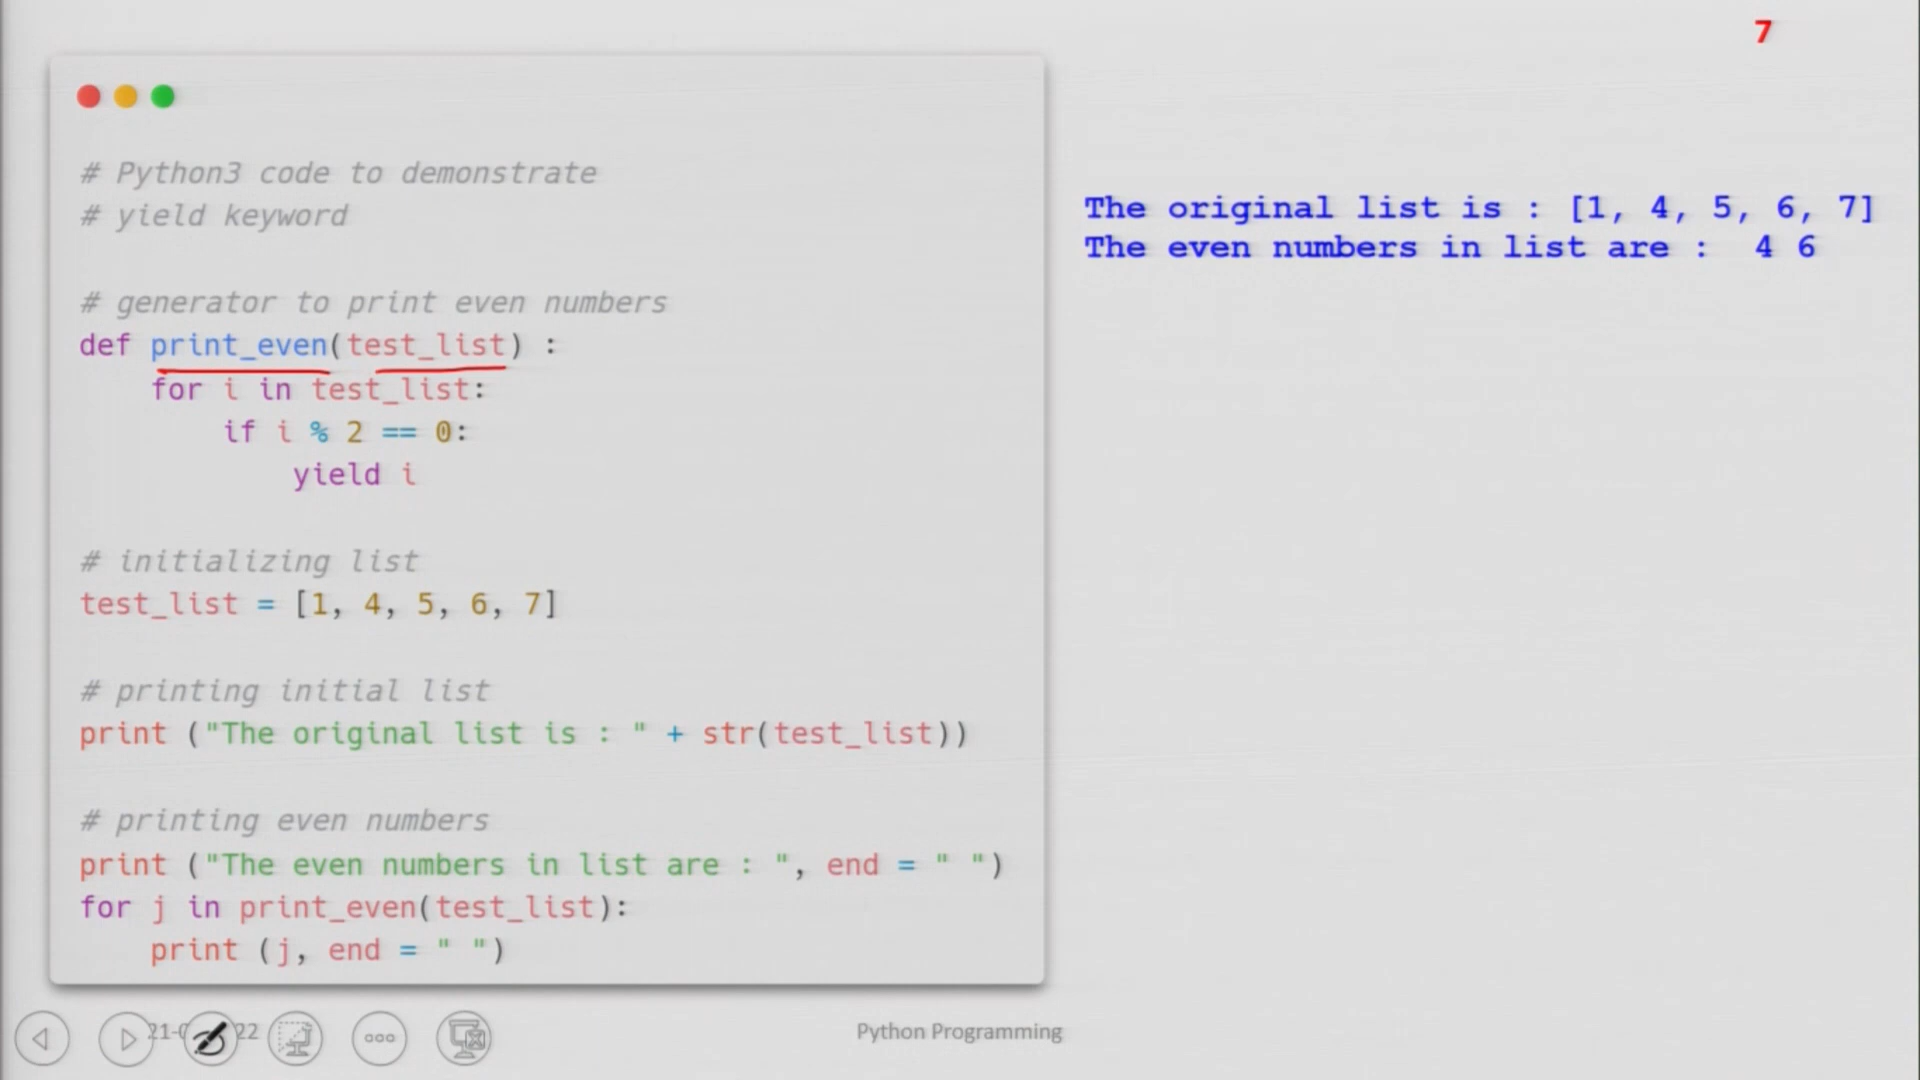 7
# Python3 code to demonstrate
# yield keyword
# generator to print even numbers
def print_even(test_list) :
    for i in test_list:
        if i % 2 == 0:
            yield i
# initializing list
test_list = [1, 4, 5, 6, 7]
# printing initial list
print ("The original list is : " + str(test_list))
# printing even numbers
print ("The even numbers in list are : ", end = " ")
for j in print_even(test_list):
    print (j, end = " ")
The original list is : [1, 4, 5, 6, 7]
The even numbers in list are :  4 6
Python Programming